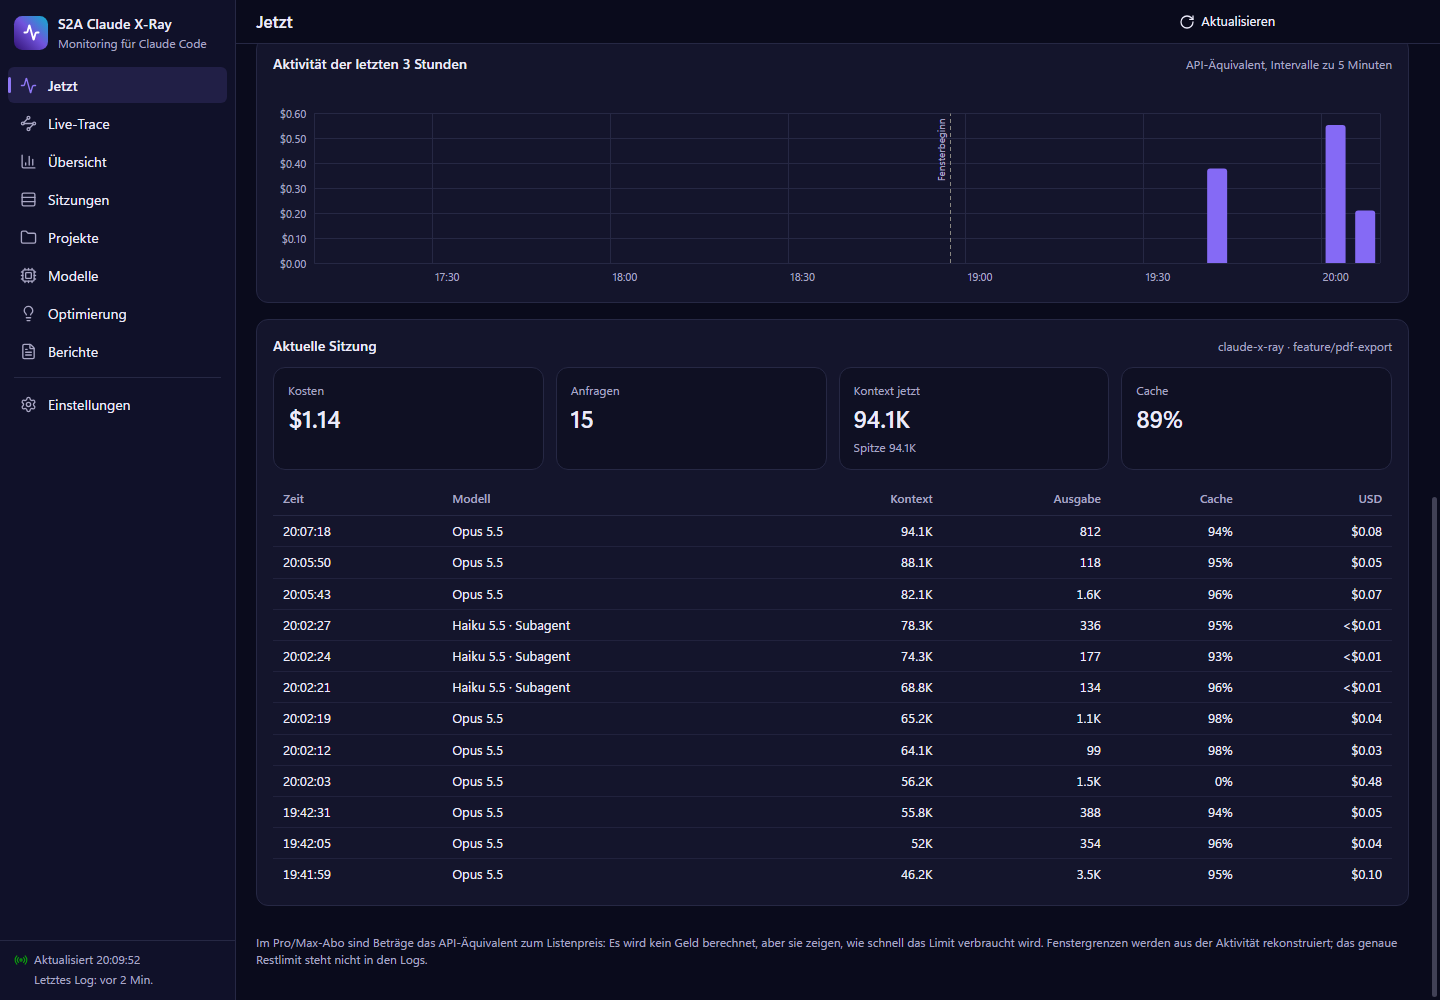 S2A Claude X-Ray
Monitoring für Claude Code
Jetzt
Live-Trace
Übersicht
Sitzungen
Projekte
Modelle
Optimierung
Berichte
Einstellungen
Aktualisiert 20:09:52
Letztes Log: vor 2 Min.
Jetzt
Aktualisieren
Aktivität der letzten 3 Stunden
API-Äquivalent, Intervalle zu 5 Minuten
$0.60
$0.50
$0.40
$0.30
$0.20
$0.10
$0.00
Fensterbeginn
17:30 18:00 18:30 19:00 19:30 20:00
Aktuelle Sitzung
claude-x-ray · feature/pdf-export
Kosten
$1.14
Anfragen
15
Kontext jetzt
94.1K
Spitze 94.1K
Cache
89%
Zeit Modell Kontext Ausgabe Cache USD
20:07:18 Opus 5.5 94.1K 812 94% $0.08
20:05:50 Opus 5.5 88.1K 118 95% $0.05
20:05:43 Opus 5.5 82.1K 1.6K 96% $0.07
20:02:27 Haiku 5.5 · Subagent 78.3K 336 95% <$0.01
20:02:24 Haiku 5.5 · Subagent 74.3K 177 93% <$0.01
20:02:21 Haiku 5.5 · Subagent 68.8K 134 96% <$0.01
20:02:19 Opus 5.5 65.2K 1.1K 98% $0.04
20:02:12 Opus 5.5 64.1K 99 98% $0.03
20:02:03 Opus 5.5 56.2K 1.5K 0% $0.48
19:42:31 Opus 5.5 55.8K 388 94% $0.05
19:42:05 Opus 5.5 52K 354 96% $0.04
19:41:59 Opus 5.5 46.2K 3.5K 95% $0.10
Im Pro/Max-Abo sind Beträge das API-Äquivalent zum Listenpreis: Es wird kein Geld berechnet, aber sie zeigen, wie schnell das Limit verbraucht wird. Fenstergrenzen werden aus der Aktivität rekonstruiert; das genaue
Restlimit steht nicht in den Logs.